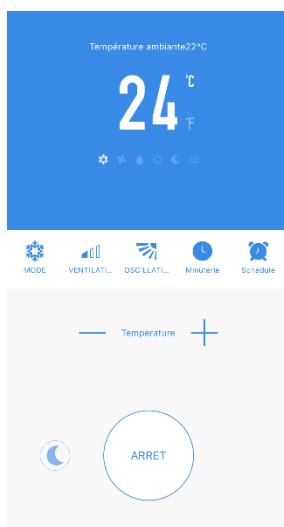 Température ambiante22°C
24 °C
°F
MODE VENTILATI... OSCILLATI... Minuterie Schedule
Temperature
ARRET